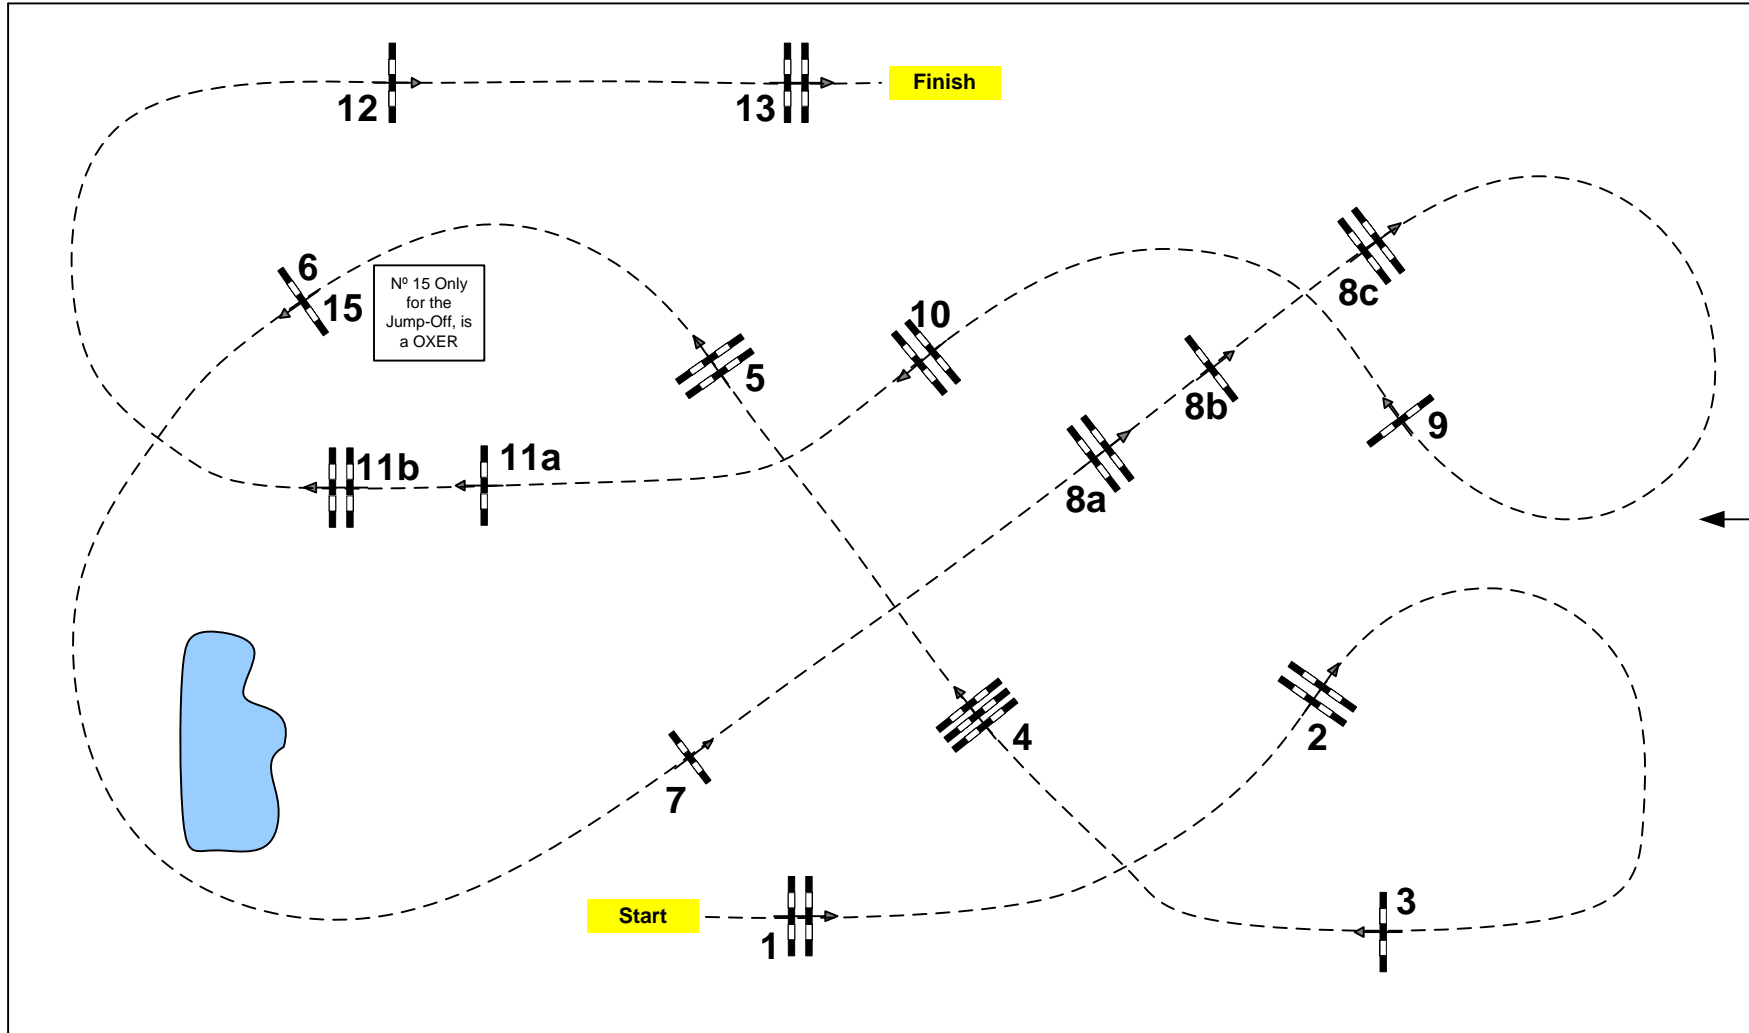 12
13
Finish
6
15
Nº 15 Only
for the
Jump-Off, is
a OXER
5
10
8c
8b
9
8a
11b
11a
2
4
7
Start
1
3